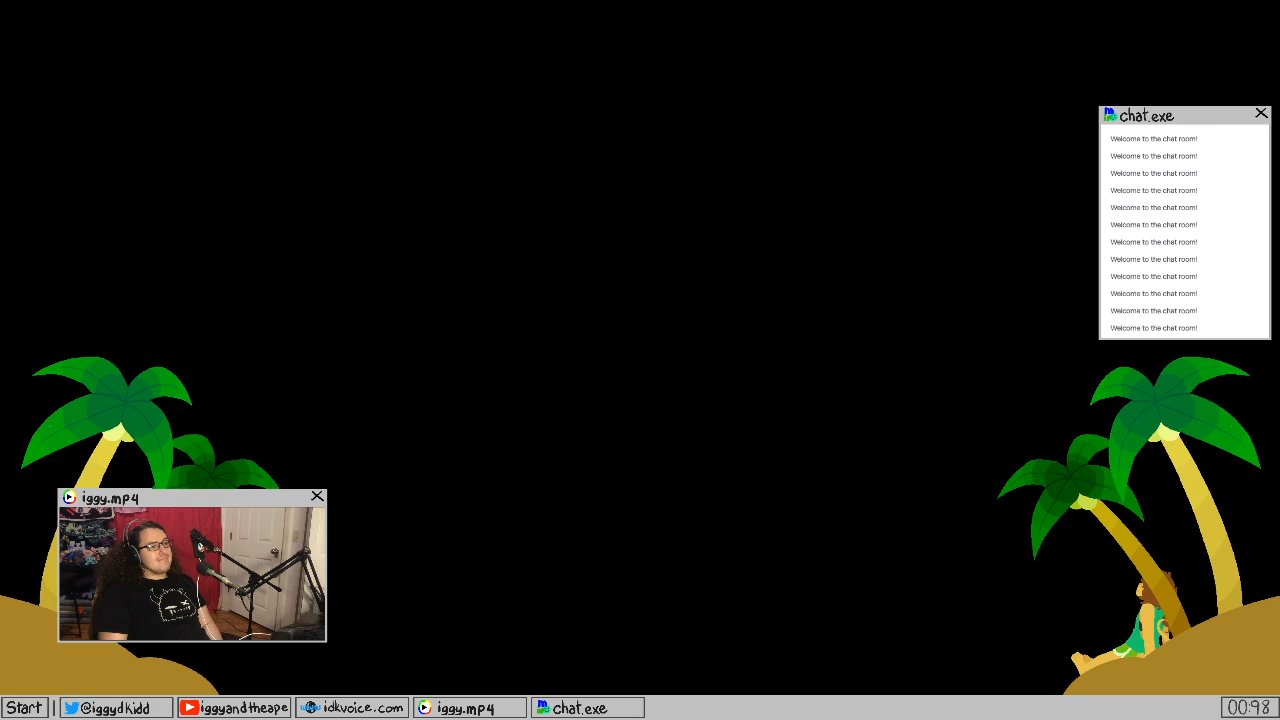 chat.exe
Welcome to the chat room!
Welcome to the chat room!
Welcome to the chat room!
Welcome to the chat room!
Welcome to the chat room!
Welcome to the chat room!
Welcome to the chat room!
Welcome to the chat room!
Welcome to the chat room!
Welcome to the chat room!
Welcome to the chat room!
Welcome to the chat room!
iggy.mp4
Start | @iggydkidd iggyandtheape www idkvoice.com iggy.mp4 chat.exe 00:98